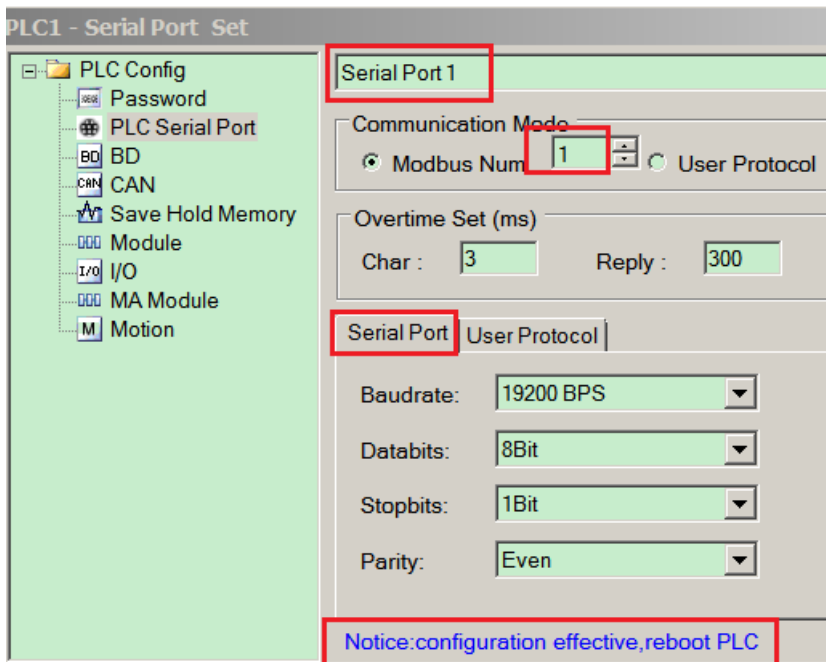 PLC1 - Serial Port Set
PLC Config
Password
PLC Serial Port
BD BD
CAN CAN
Save Hold Memory
Module
I/O I/O
MA Module
M Motion
Serial Port 1
Communication Mode
Modbus Num 1 User Protocol
Overtime Set (ms)
Char : 3 Reply : 300
Serial Port User Protocol
Baudrate: 19200 BPS
Databits: 8Bit
Stopbits: 1Bit
Parity: Even
Notice:configuration effective,reboot PLC